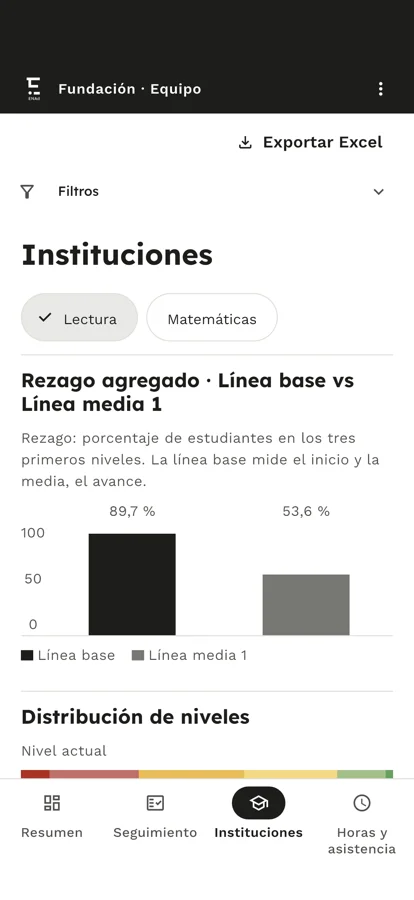 EMAÚ
Fundación · Equipo
Exportar Excel
Filtros
Instituciones
Lectura
Matemáticas
Rezago agregado · Línea base vs
Línea media 1
Rezago: porcentaje de estudiantes en los tres
primeros niveles. La línea base mide el inicio y la
media, el avance.
89,7 %
53,6 %
100
50
0
Línea base
Línea media 1
Distribución de niveles
Nivel actual
Resumen
Seguimiento
Instituciones
Horas y
asistencia